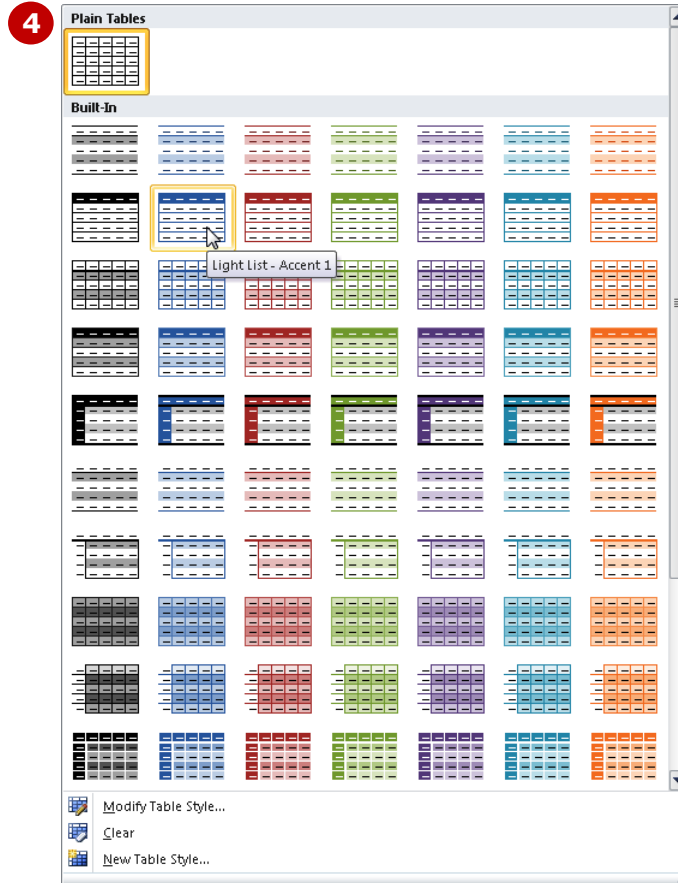 4
Plain Tables
Built-In
Light List - Accent 1
Modify Table Style...
Clear
New Table Style...